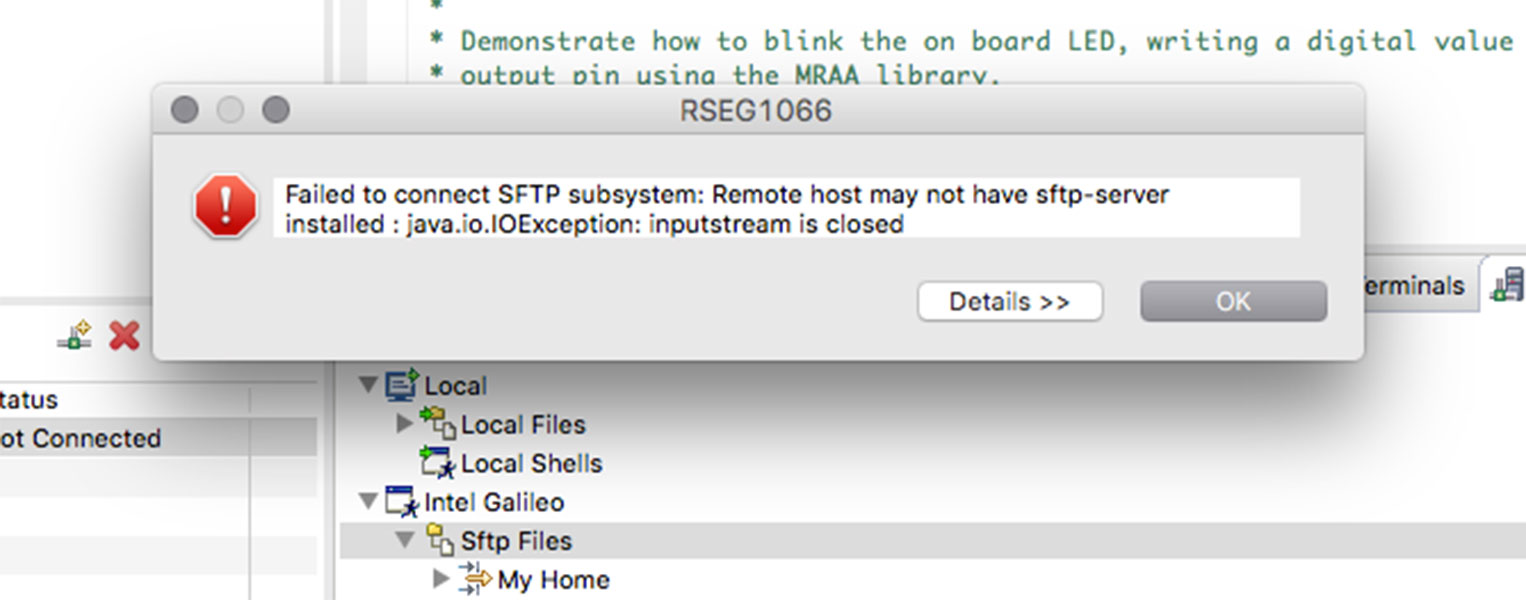 *
* Demonstrate how to blink the on board LED, writing a digital value
* output pin using the MRAA library.
RSEG1066
Failed to connect SFTP subsystem: Remote host may not have sftp-server
installed : java.io.IOException: inputstream is closed
Details >>
OK
erminals
tatus
ot Connected
Local
Local Files
Local Shells
Intel Galileo
Sftp Files
My Home